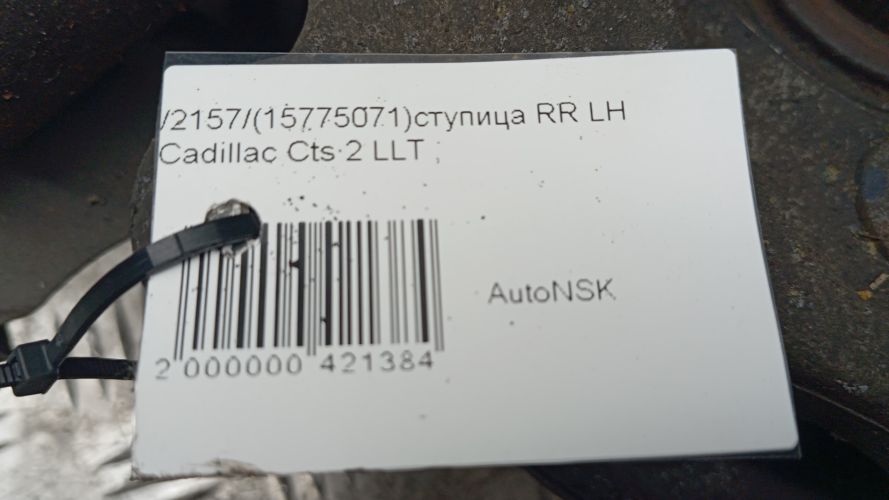 /2157/(15775071)ступица RR LH
Cadillac Cts 2 LLT ;
AutoNSK
2 000000 421384